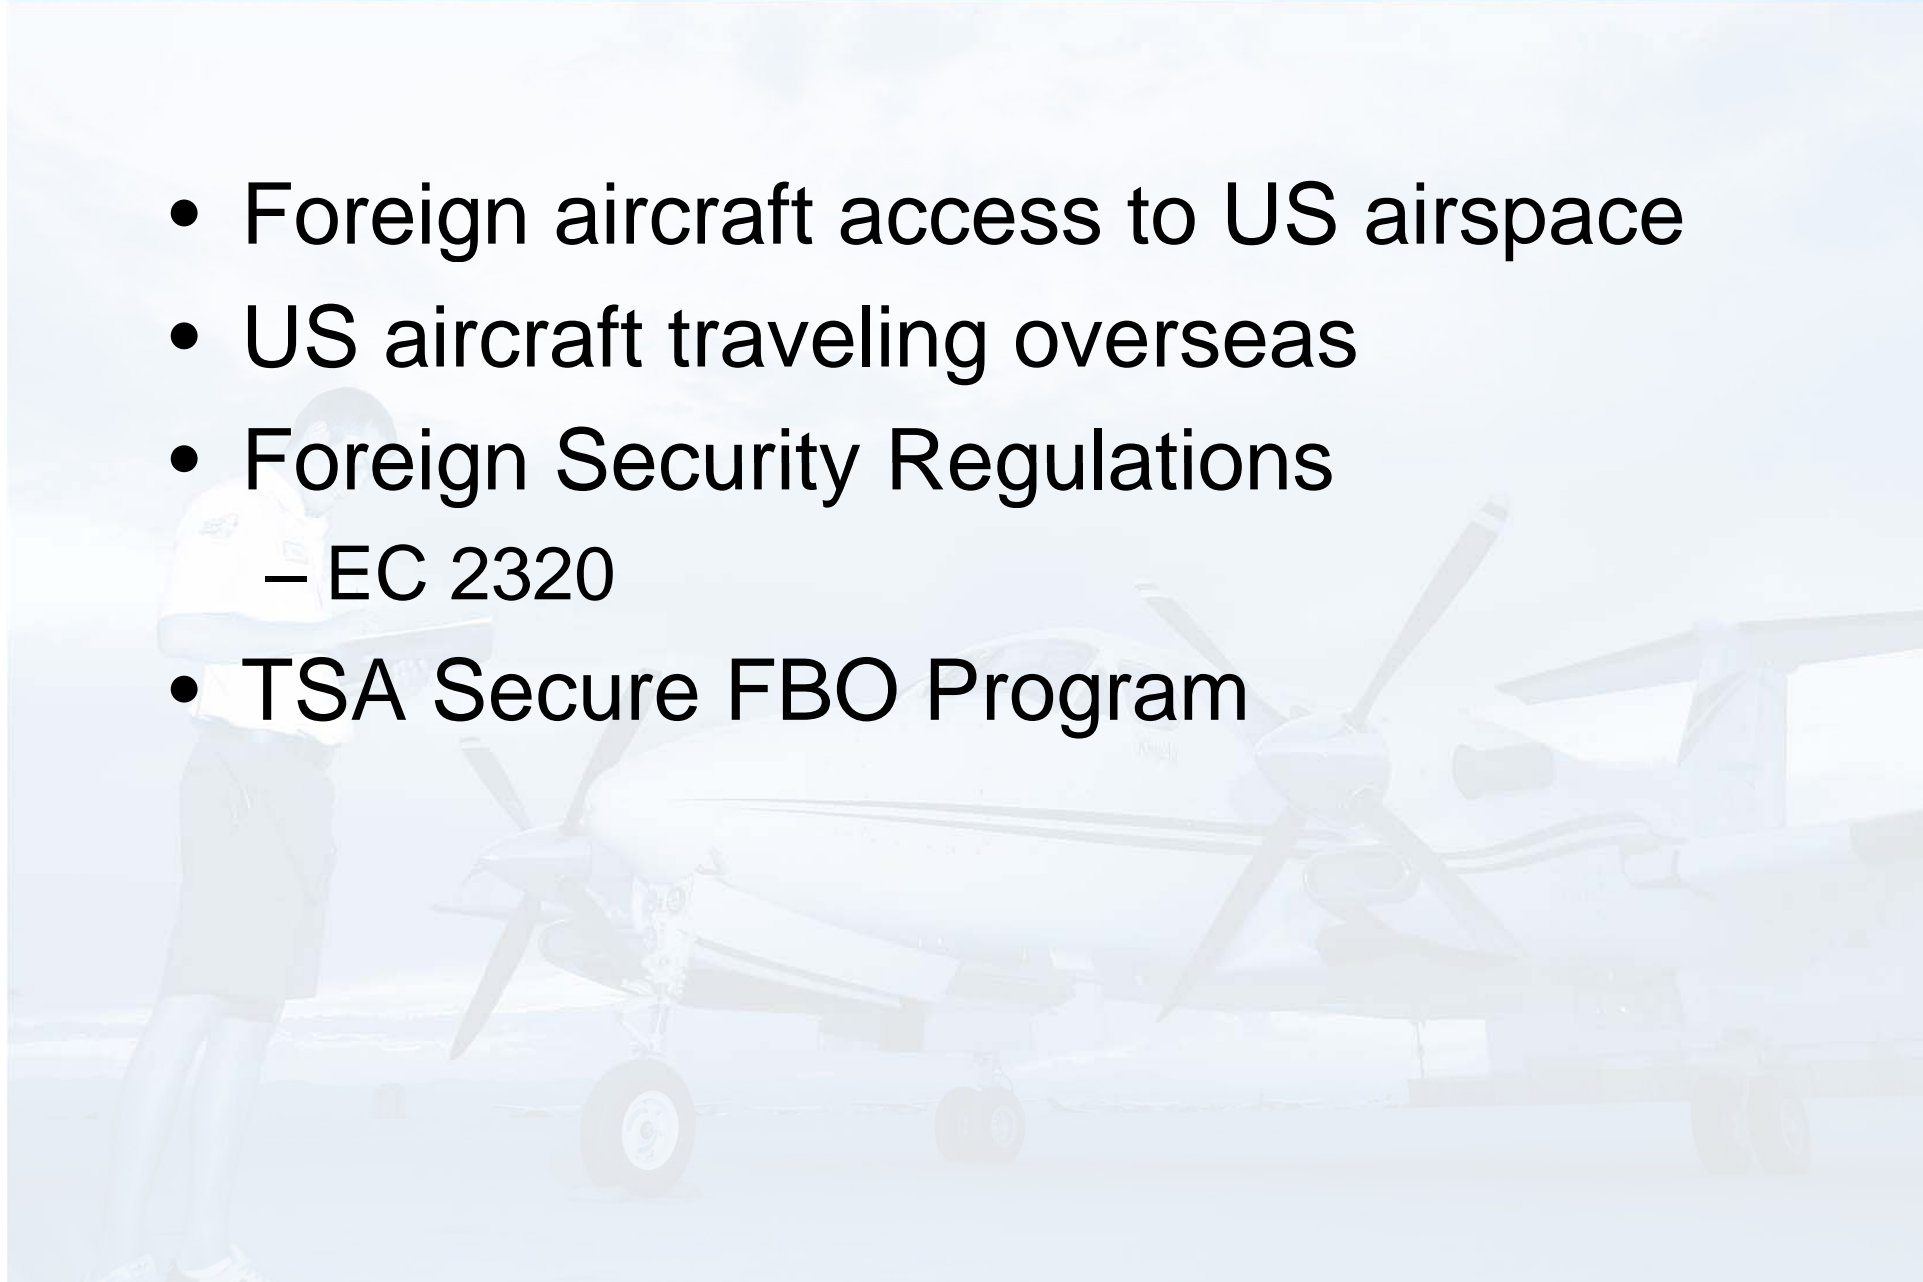 • Foreign aircraft access to US airspace
• US aircraft traveling overseas
• Foreign Security Regulations
– EC 2320
• TSA Secure FBO Program